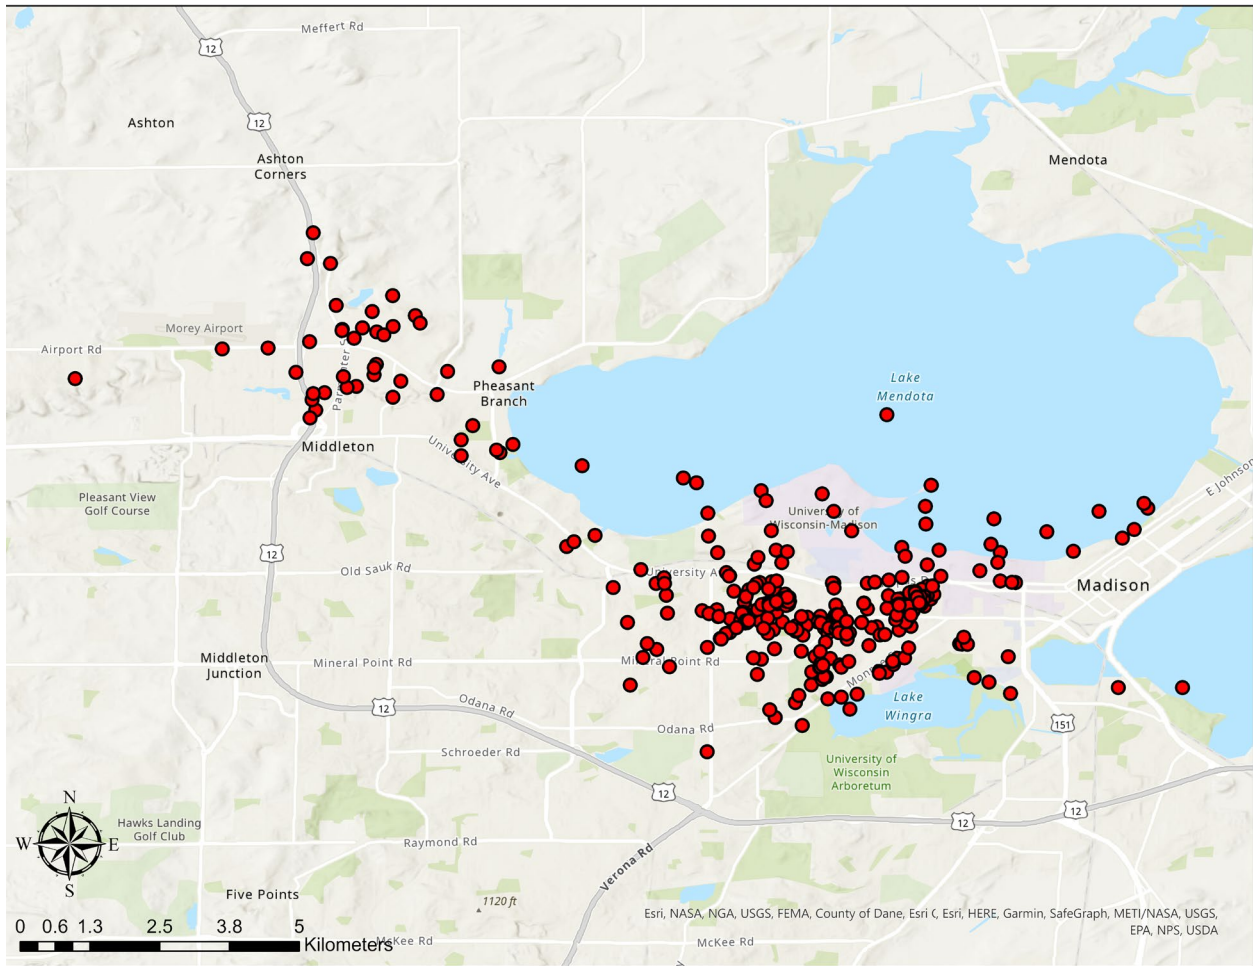 Meffert Rd
12
Ashton
12
Ashton
Corners
Mendota
Morey Airport
Airport Rd
Lake
Mendota
Pheasant
Branch
Middleton
University Ave
E Johnson
Pleasant View
Golf Course
University of
Wisconsin-Madison
12
Old Sauk Rd
University A
Madison
Middleton
Junction
Mineral Point Rd
Mineral Point Rd
Lake
Wingra
12
Odana Rd
Odana Rd
151
Schroeder Rd
University of
Wisconsin
Arboretum
12
12
12
N
W
E
S
Hawks Landing
Golf Club
Raymond Rd
Verona Rd
Five Points
1120 ft
Esri, NASA, NGA, USGS, FEMA, County of Dane, Esri (, Esri, HERE, Garmin, SafeGraph, METI/NASA, USGS,
EPA, NPS, USDA
0 0.6 1.3 2.5 3.8 5
Kilometers
McKee Rd
McKee Rd